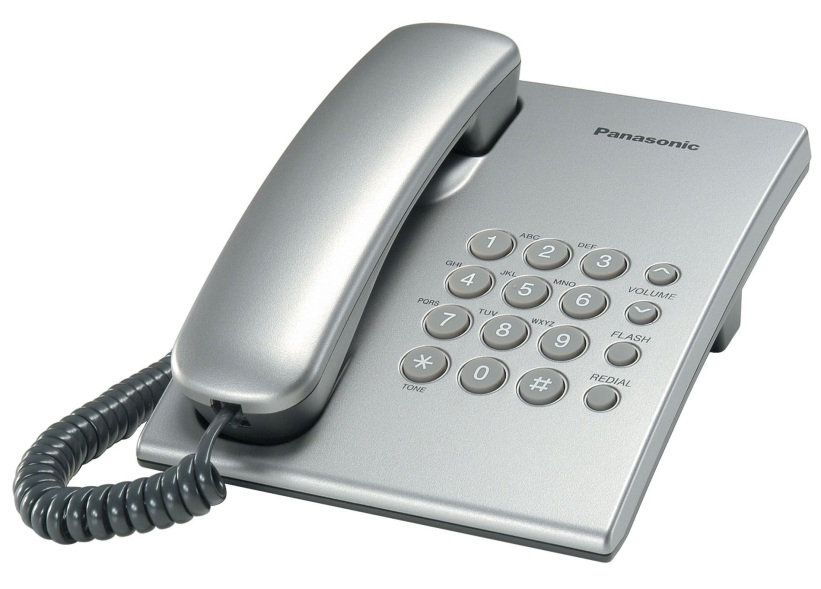 Panasonic
1 ABC 2 DEF 3
GHI 4 JKL 5 MNO 6
VOLUME
PQRS 7 TUV 8 WXYZ 9
FLASH
* 0 #
TONE
REDIAL